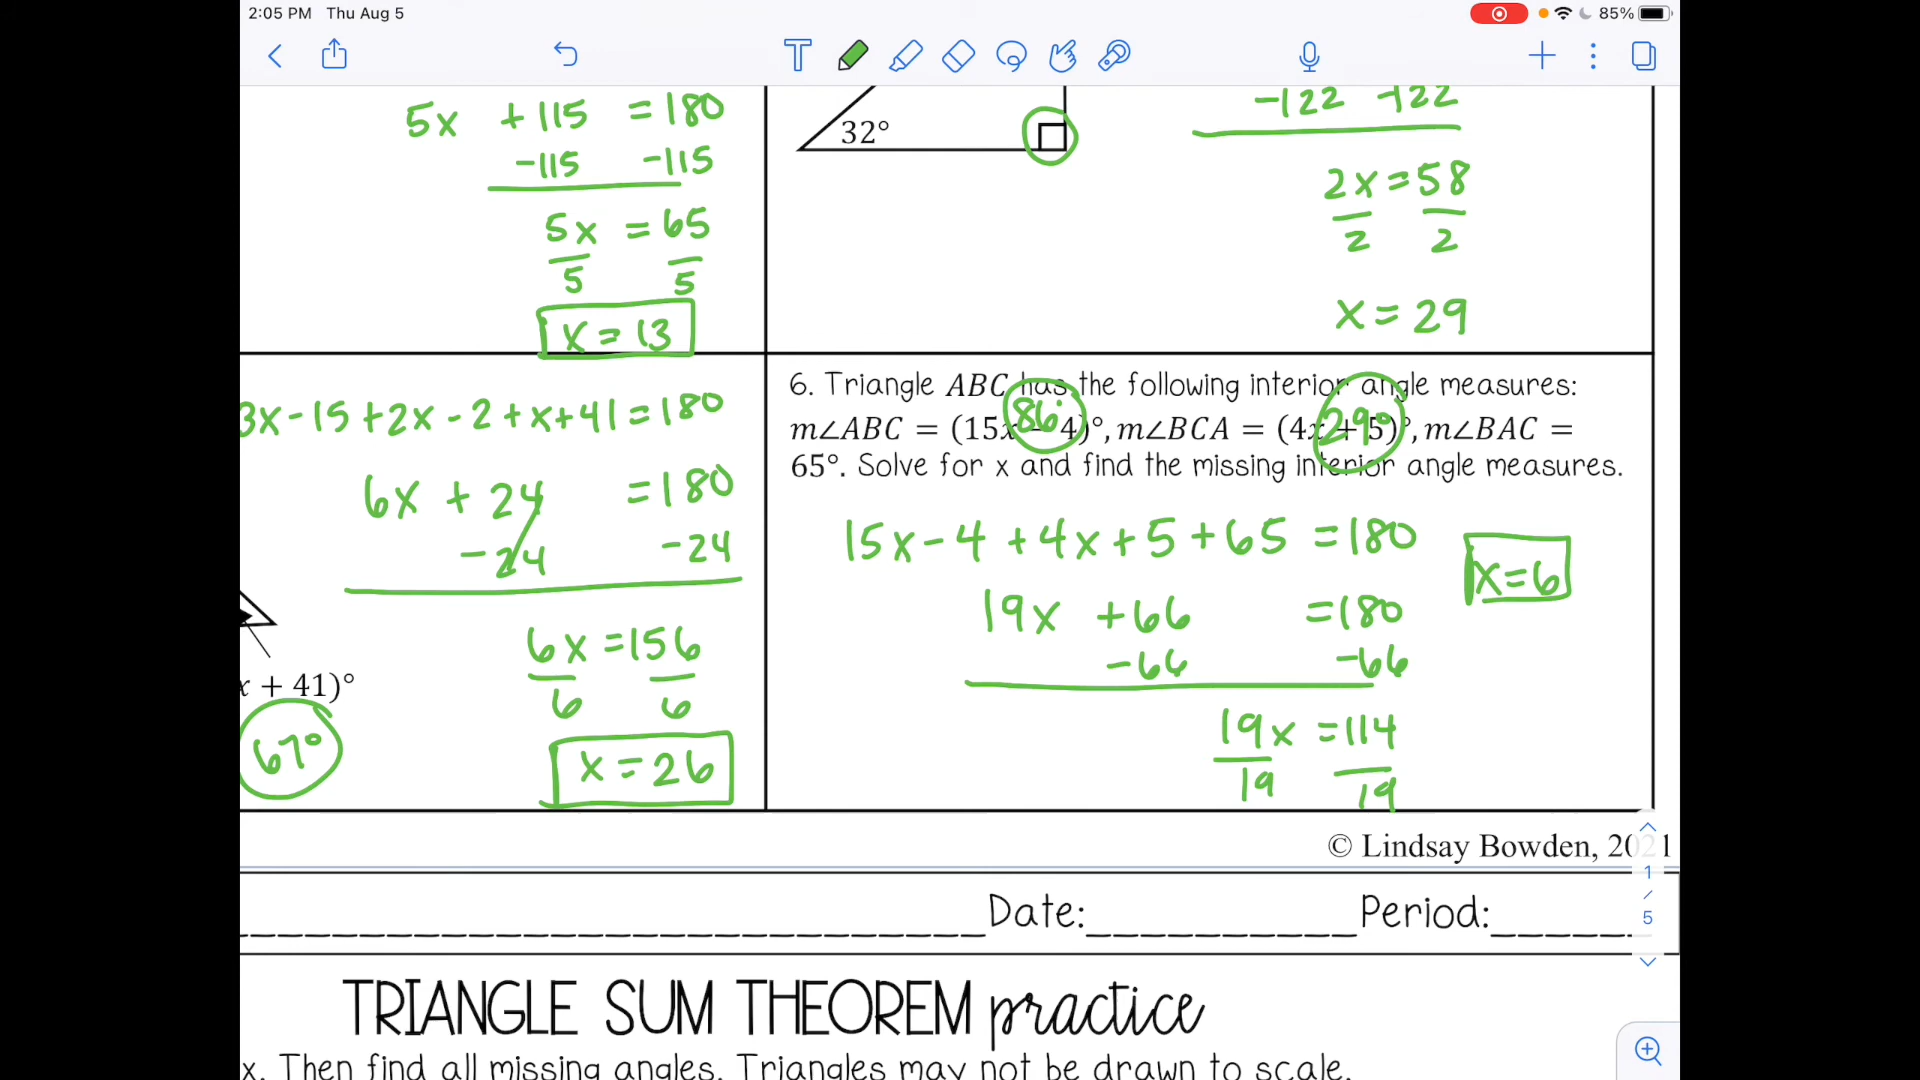 2:05 PM Thu Aug 5
85%
5x + 115 = 180
-115 -115
5x = 65
5 5
x = 13
32°
-122 -122
2x = 58
2 2
x = 29
3x - 15 + 2x - 2 + x + 41 = 180
6x + 24 = 180
- 24 - 24
6x = 156
6 6
x = 26
x + 41)°
67°
6. Triangle ABC has the following interior angle measures:
m∠ABC = (15x − 4)°, m∠BCA = (4x + 5)°, m∠BAC =
86° 29°
65°. Solve for x and find the missing interior angle measures.
15x - 4 + 4x + 5 + 65 = 180
x = 6
19x + 66 = 180
- 66 - 66
19x = 114
19 19
© Lindsay Bowden, 2021
1
/
5
Date:____________ Period:______
TRIANGLE SUM THEOREM practice
x. Then find all missing angles. Triangles may not be drawn to scale.